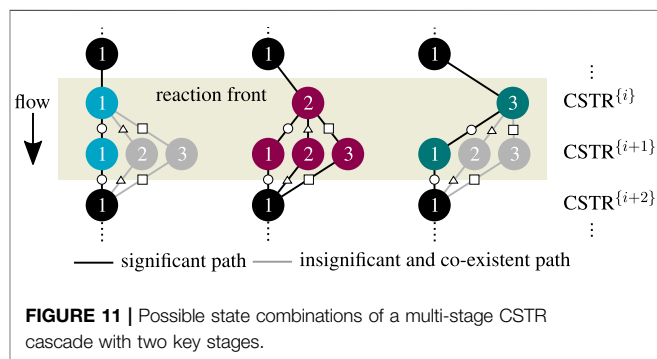 1 1 1
⋮
flow
reaction front
1 2 3
CSTR{i}
1 2 3 1 2 3 1 2 3
CSTR{i+1}
1 1 1
CSTR{i+2}
⋮
significant path
insignificant and co-existent path
FIGURE 11 | Possible state combinations of a multi-stage CSTR
cascade with two key stages.